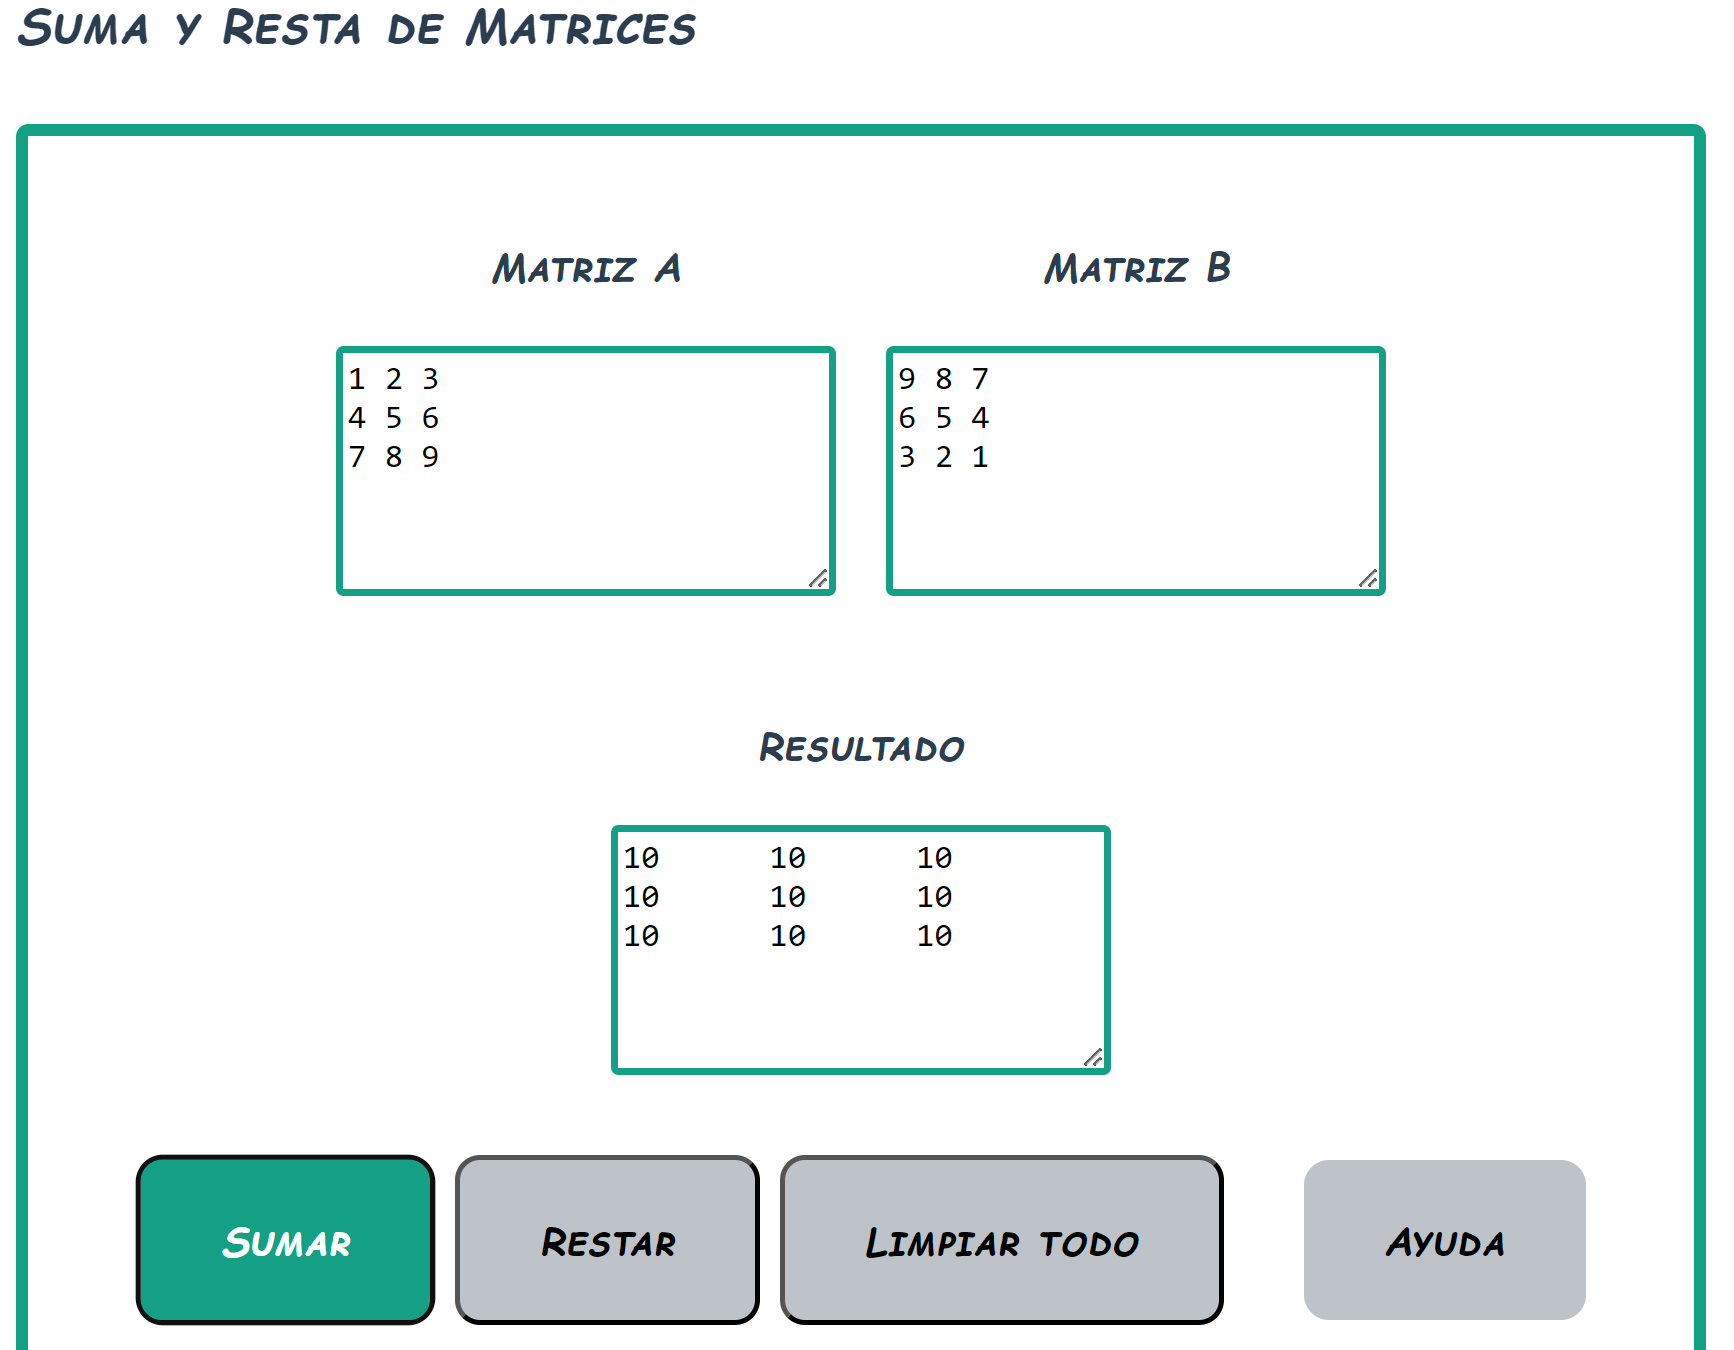 Suma y Resta de Matrices
Matriz A
Matriz B
1 2 3
4 5 6
7 8 9
9 8 7
6 5 4
3 2 1
Resultado
10 10 10
10 10 10
10 10 10
Sumar
Restar
Limpiar todo
Ayuda